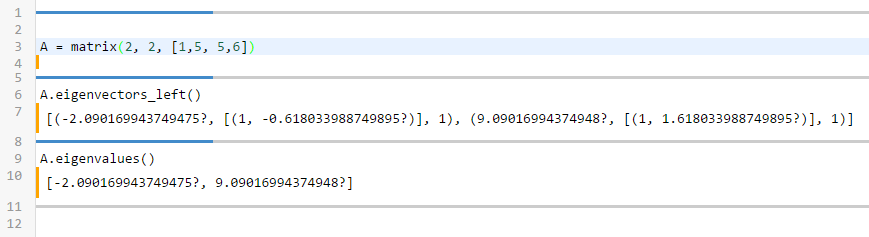 1
2
3 A = matrix(2, 2, [1,5, 5,6])
4
5
6 A.eigenvectors_left()
7 [(-2.090169943749475?, [(1, -0.618033988749895?)], 1), (9.09016994374948?, [(1, 1.618033988749895?)], 1)]
8
9 A.eigenvalues()
10 [-2.090169943749475?, 9.09016994374948?]
11
12